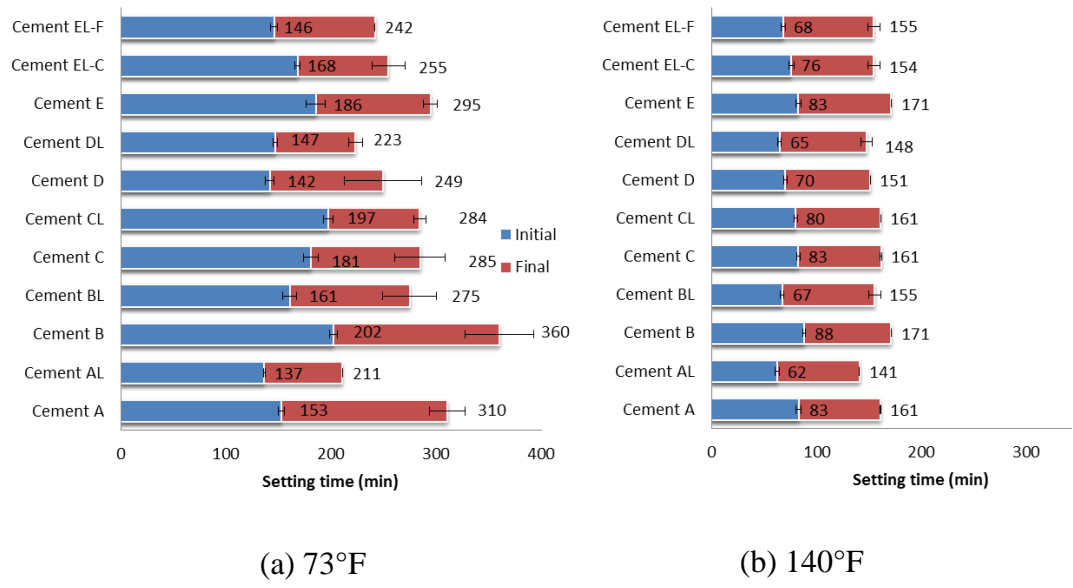 Cement EL-F 146 242
Cement EL-C 168 255
Cement E 186 295
Cement DL 147 223
Cement D 142 249
Cement CL 197 284
Cement C 181 285
Cement BL 161 275
Cement B 202 360
Cement AL 137 211
Cement A 153 310
0 100 200 300 400
Setting time (min)
Initial
Final
(a) 73°F
Cement EL-F 68 155
Cement EL-C 76 154
Cement E 83 171
Cement DL 65 148
Cement D 70 151
Cement CL 80 161
Cement C 83 161
Cement BL 67 155
Cement B 88 171
Cement AL 62 141
Cement A 83 161
0 100 200 300
Setting time (min)
(b) 140°F